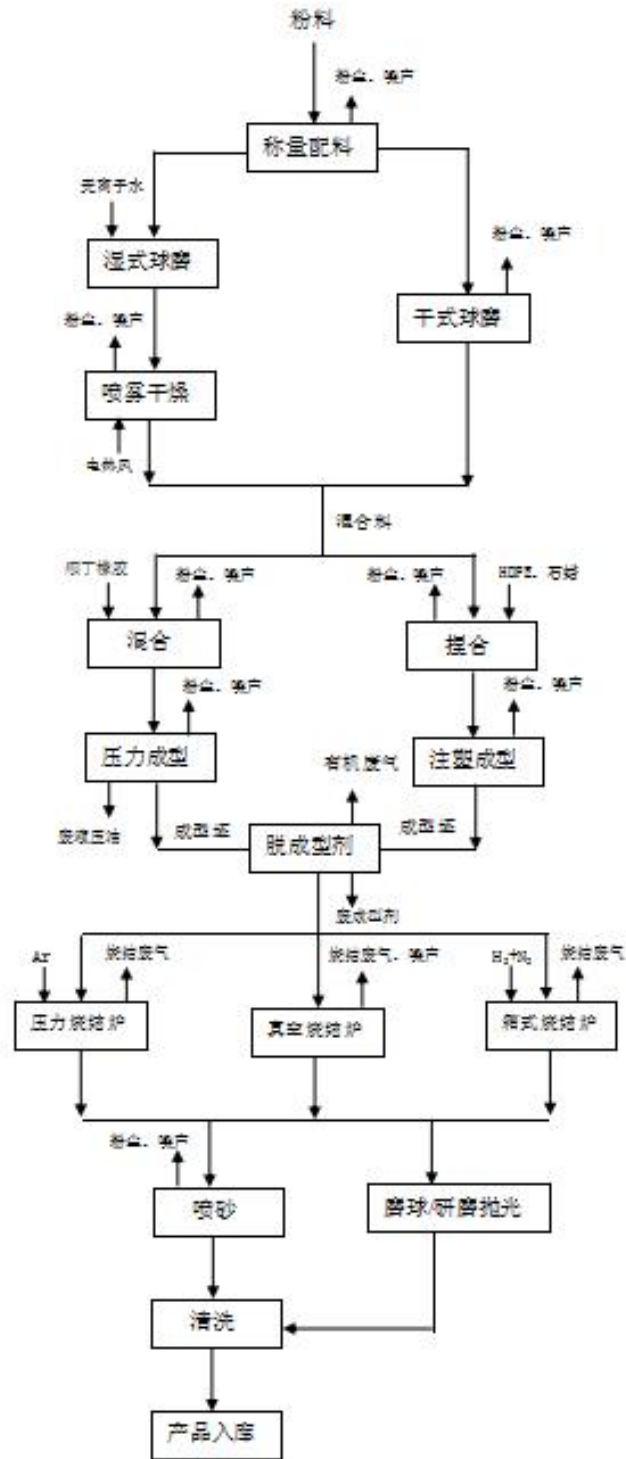 粉料
粉尘、噪声
称量配料
无离子水
粉尘、噪声
湿式球磨
干式球磨
粉尘、噪声
喷雾干燥
电热风
混合料
顺丁橡胶
粉尘、噪声
粉尘、噪声
HDPE、石蜡
混合
捏合
粉尘、噪声
粉尘、噪声
压力成型
有机废气
注塑成型
废液压油
成型坯
脱成型剂
成型坯
废成型剂
Ar
烧结废气
烧结废气、噪声
H₂+N₂
烧结废气
压力烧结炉
真空烧结炉
箱式烧结炉
粉尘、噪声
喷砂
磨球/研磨抛光
清洗
产品入库